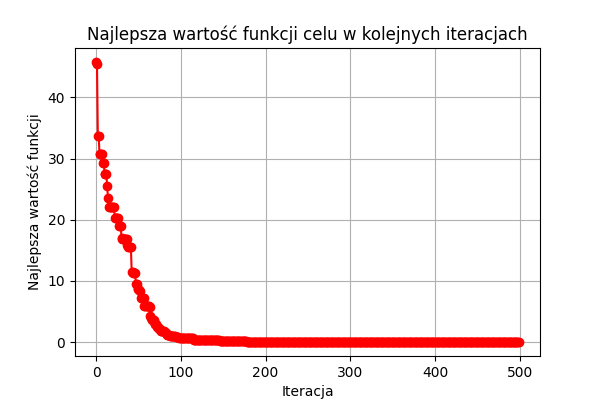 Najlepsza wartość funkcji celu w kolejnych iteracjach
Najlepsza wartość funkcji
40
30
20
10
0
0 100 200 300 400 500
Iteracja